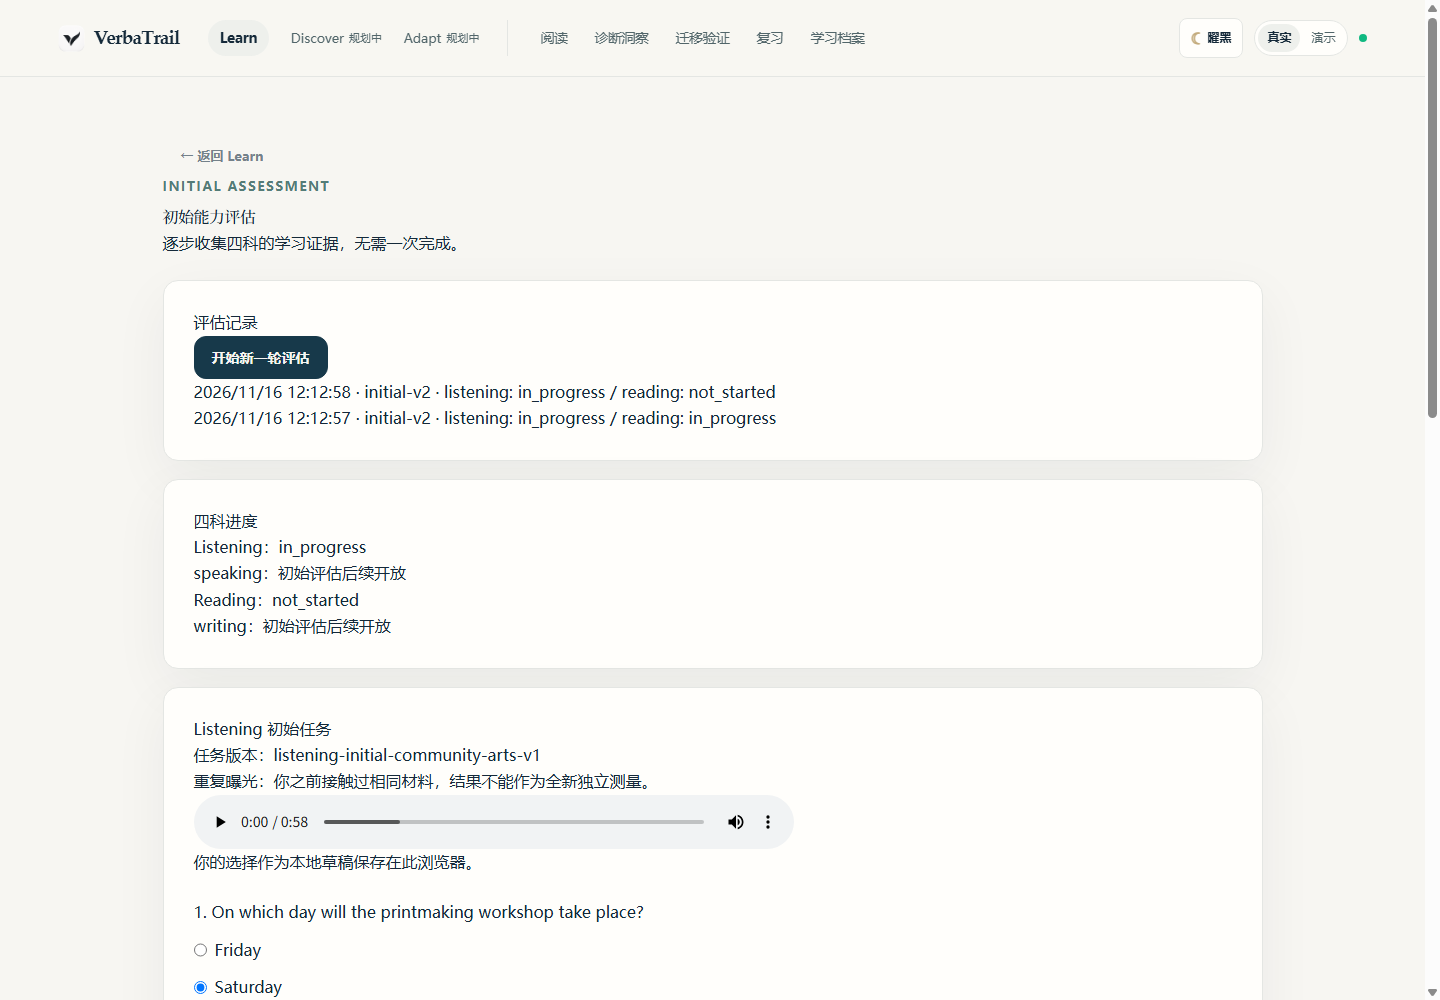 VerbaTrail Learn Discover 规划中 Adapt 规划中 阅读 诊断洞察 迁移验证 复习 学习档案 曜黑 真实 演示
← 返回 Learn
INITIAL ASSESSMENT
初始能力评估
逐步收集四科的学习证据，无需一次完成。
评估记录
开始新一轮评估
2026/11/16 12:12:58 · initial-v2 · listening: in_progress / reading: not_started
2026/11/16 12:12:57 · initial-v2 · listening: in_progress / reading: in_progress
四科进度
Listening：in_progress
speaking：初始评估后续开放
Reading：not_started
writing：初始评估后续开放
Listening 初始任务
任务版本：listening-initial-community-arts-v1
重复曝光：你之前接触过相同材料，结果不能作为全新独立测量。
0:00 / 0:58
你的选择作为本地草稿保存在此浏览器。
1. On which day will the printmaking workshop take place?
Friday
Saturday